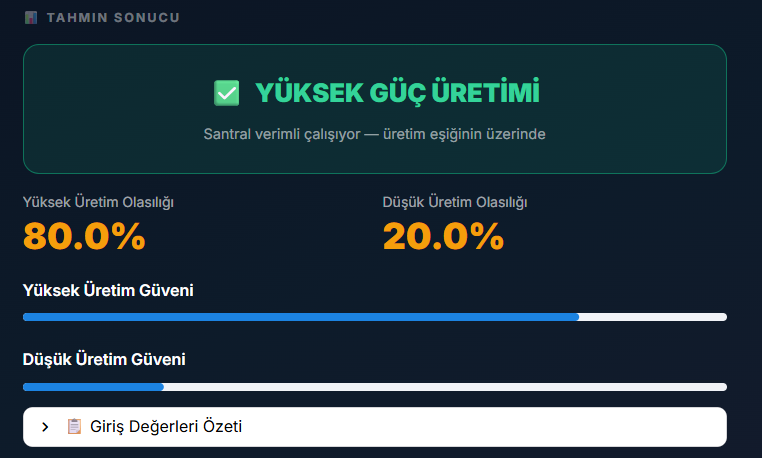 TAHMIN SONUCU
YÜKSEK GÜÇ ÜRETİMİ
Santral verimli çalışıyor — üretim eşiğinin üzerinde
Yüksek Üretim Olasılığı
80.0%
Düşük Üretim Olasılığı
20.0%
Yüksek Üretim Güveni
Düşük Üretim Güveni
Giriş Değerleri Özeti